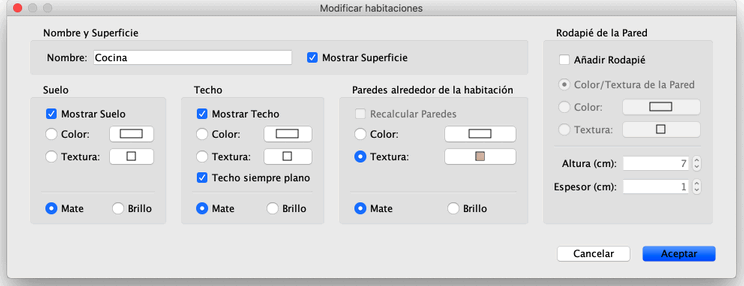 Modificar habitaciones
Nombre y Superficie
Nombre: Cocina
Mostrar Superficie
Suelo
Mostrar Suelo
Color:
Textura:
Mate Brillo
Techo
Mostrar Techo
Color:
Textura:
Techo siempre plano
Mate Brillo
Paredes alrededor de la habitación
Recalcular Paredes
Color:
Textura:
Mate Brillo
Rodapié de la Pared
Añadir Rodapié
Color/Textura de la Pared
Color:
Textura:
Altura (cm): 7
Espesor (cm): 1
Cancelar Aceptar